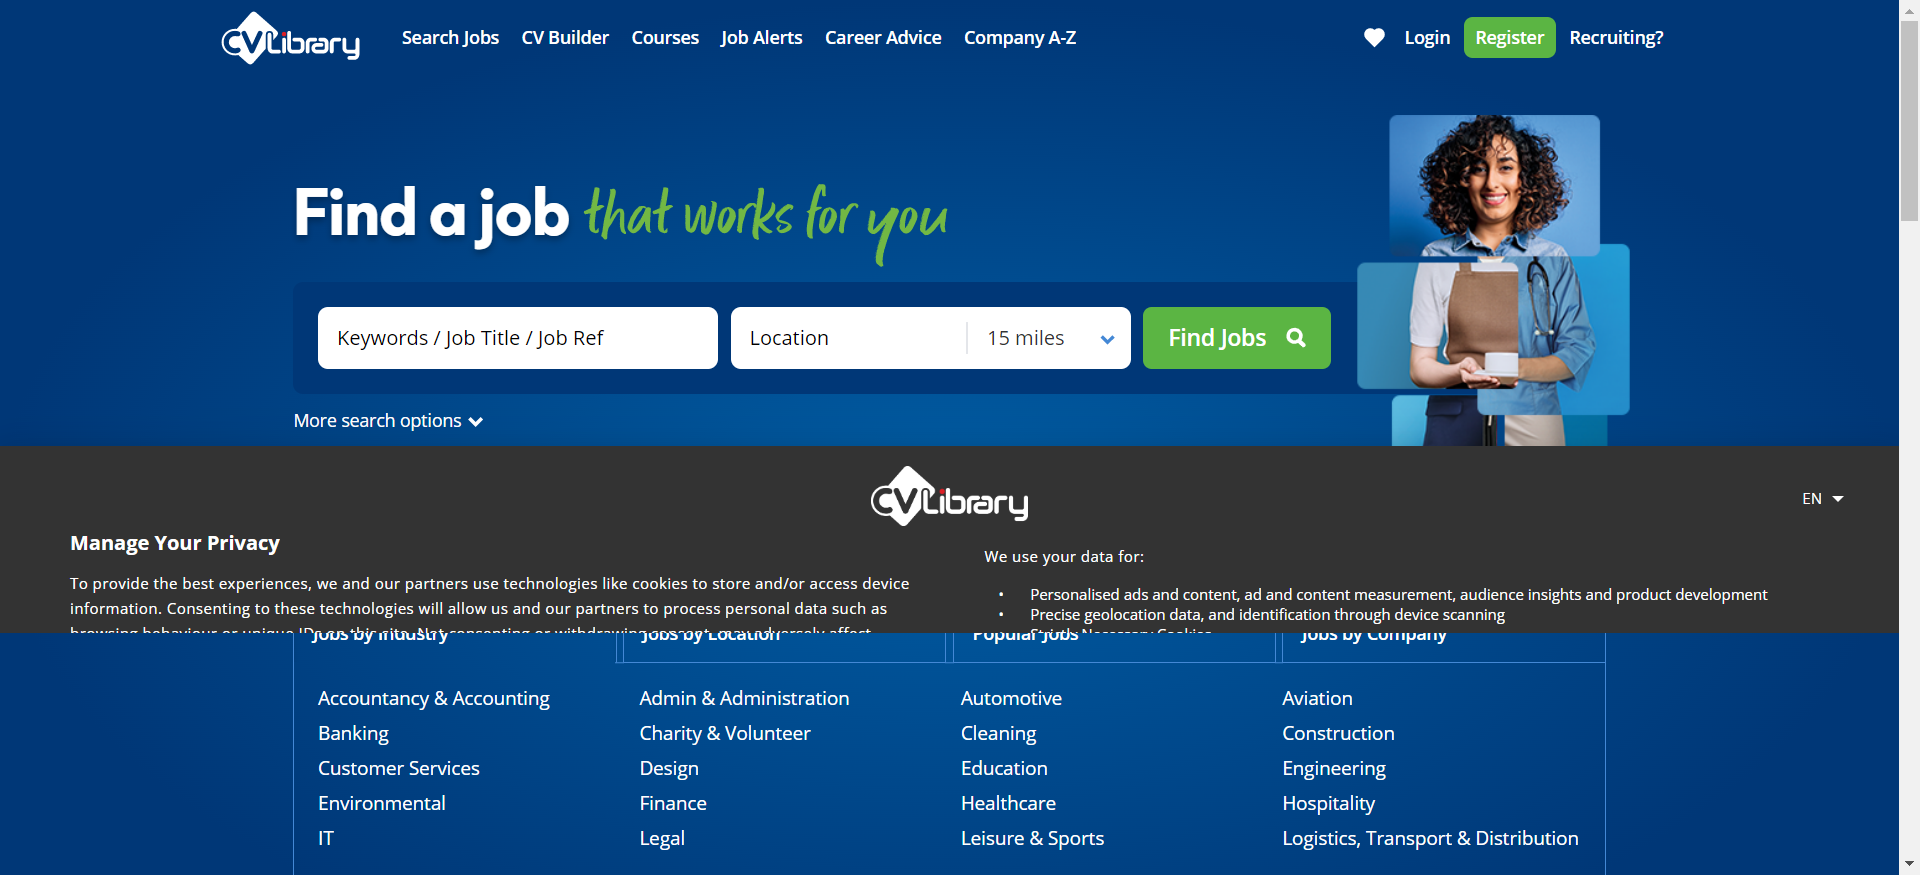 CVLibrary
Search Jobs CV Builder Courses Job Alerts Career Advice Company A-Z
Login Register Recruiting?
Find a job that works for you
Keywords / Job Title / Job Ref
Location 15 miles
Find Jobs
More search options
CVLibrary
EN
Manage Your Privacy
To provide the best experiences, we and our partners use technologies like cookies to store and/or access device
information. Consenting to these technologies will allow us and our partners to process personal data such as
We use your data for:
• Personalised ads and content, ad and content measurement, audience insights and product development
• Precise geolocation data, and identification through device scanning
Jobs by Industry Jobs by Location Popular Jobs Jobs by Company
Accountancy & Accounting Admin & Administration Automotive Aviation
Banking Charity & Volunteer Cleaning Construction
Customer Services Design Education Engineering
Environmental Finance Healthcare Hospitality
IT Legal Leisure & Sports Logistics, Transport & Distribution